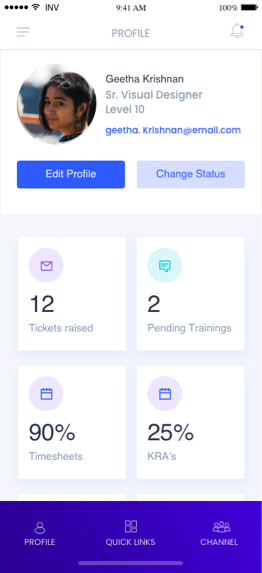 INV 9:41 AM 100%
PROFILE
Geetha Krishnan
Sr. Visual Designer
Level 10
geetha. Krishnan@email.com
Edit Profile Change Status
12 2
Tickets raised Pending Trainings
90% 25%
Timesheets KRA's
PROFILE QUICK LINKS CHANNEL